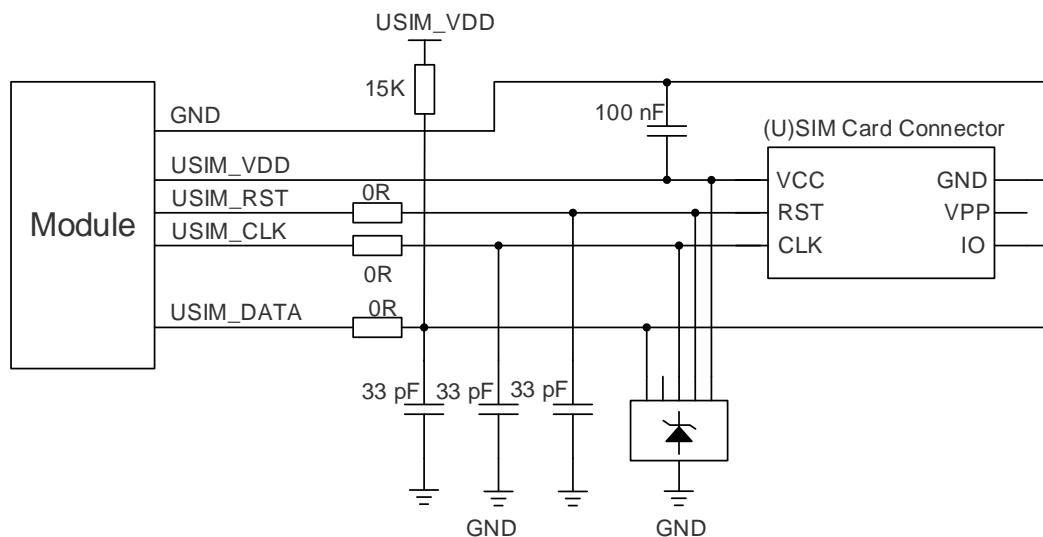 USIM_VDD
15K
GND
100 nF
(U)SIM Card Connector
USIM_VDD
VCC
GND
USIM_RST
0R
RST
VPP
Module
USIM_CLK
CLK
IO
0R
USIM_DATA
0R
33 pF
33 pF
33 pF
GND
GND